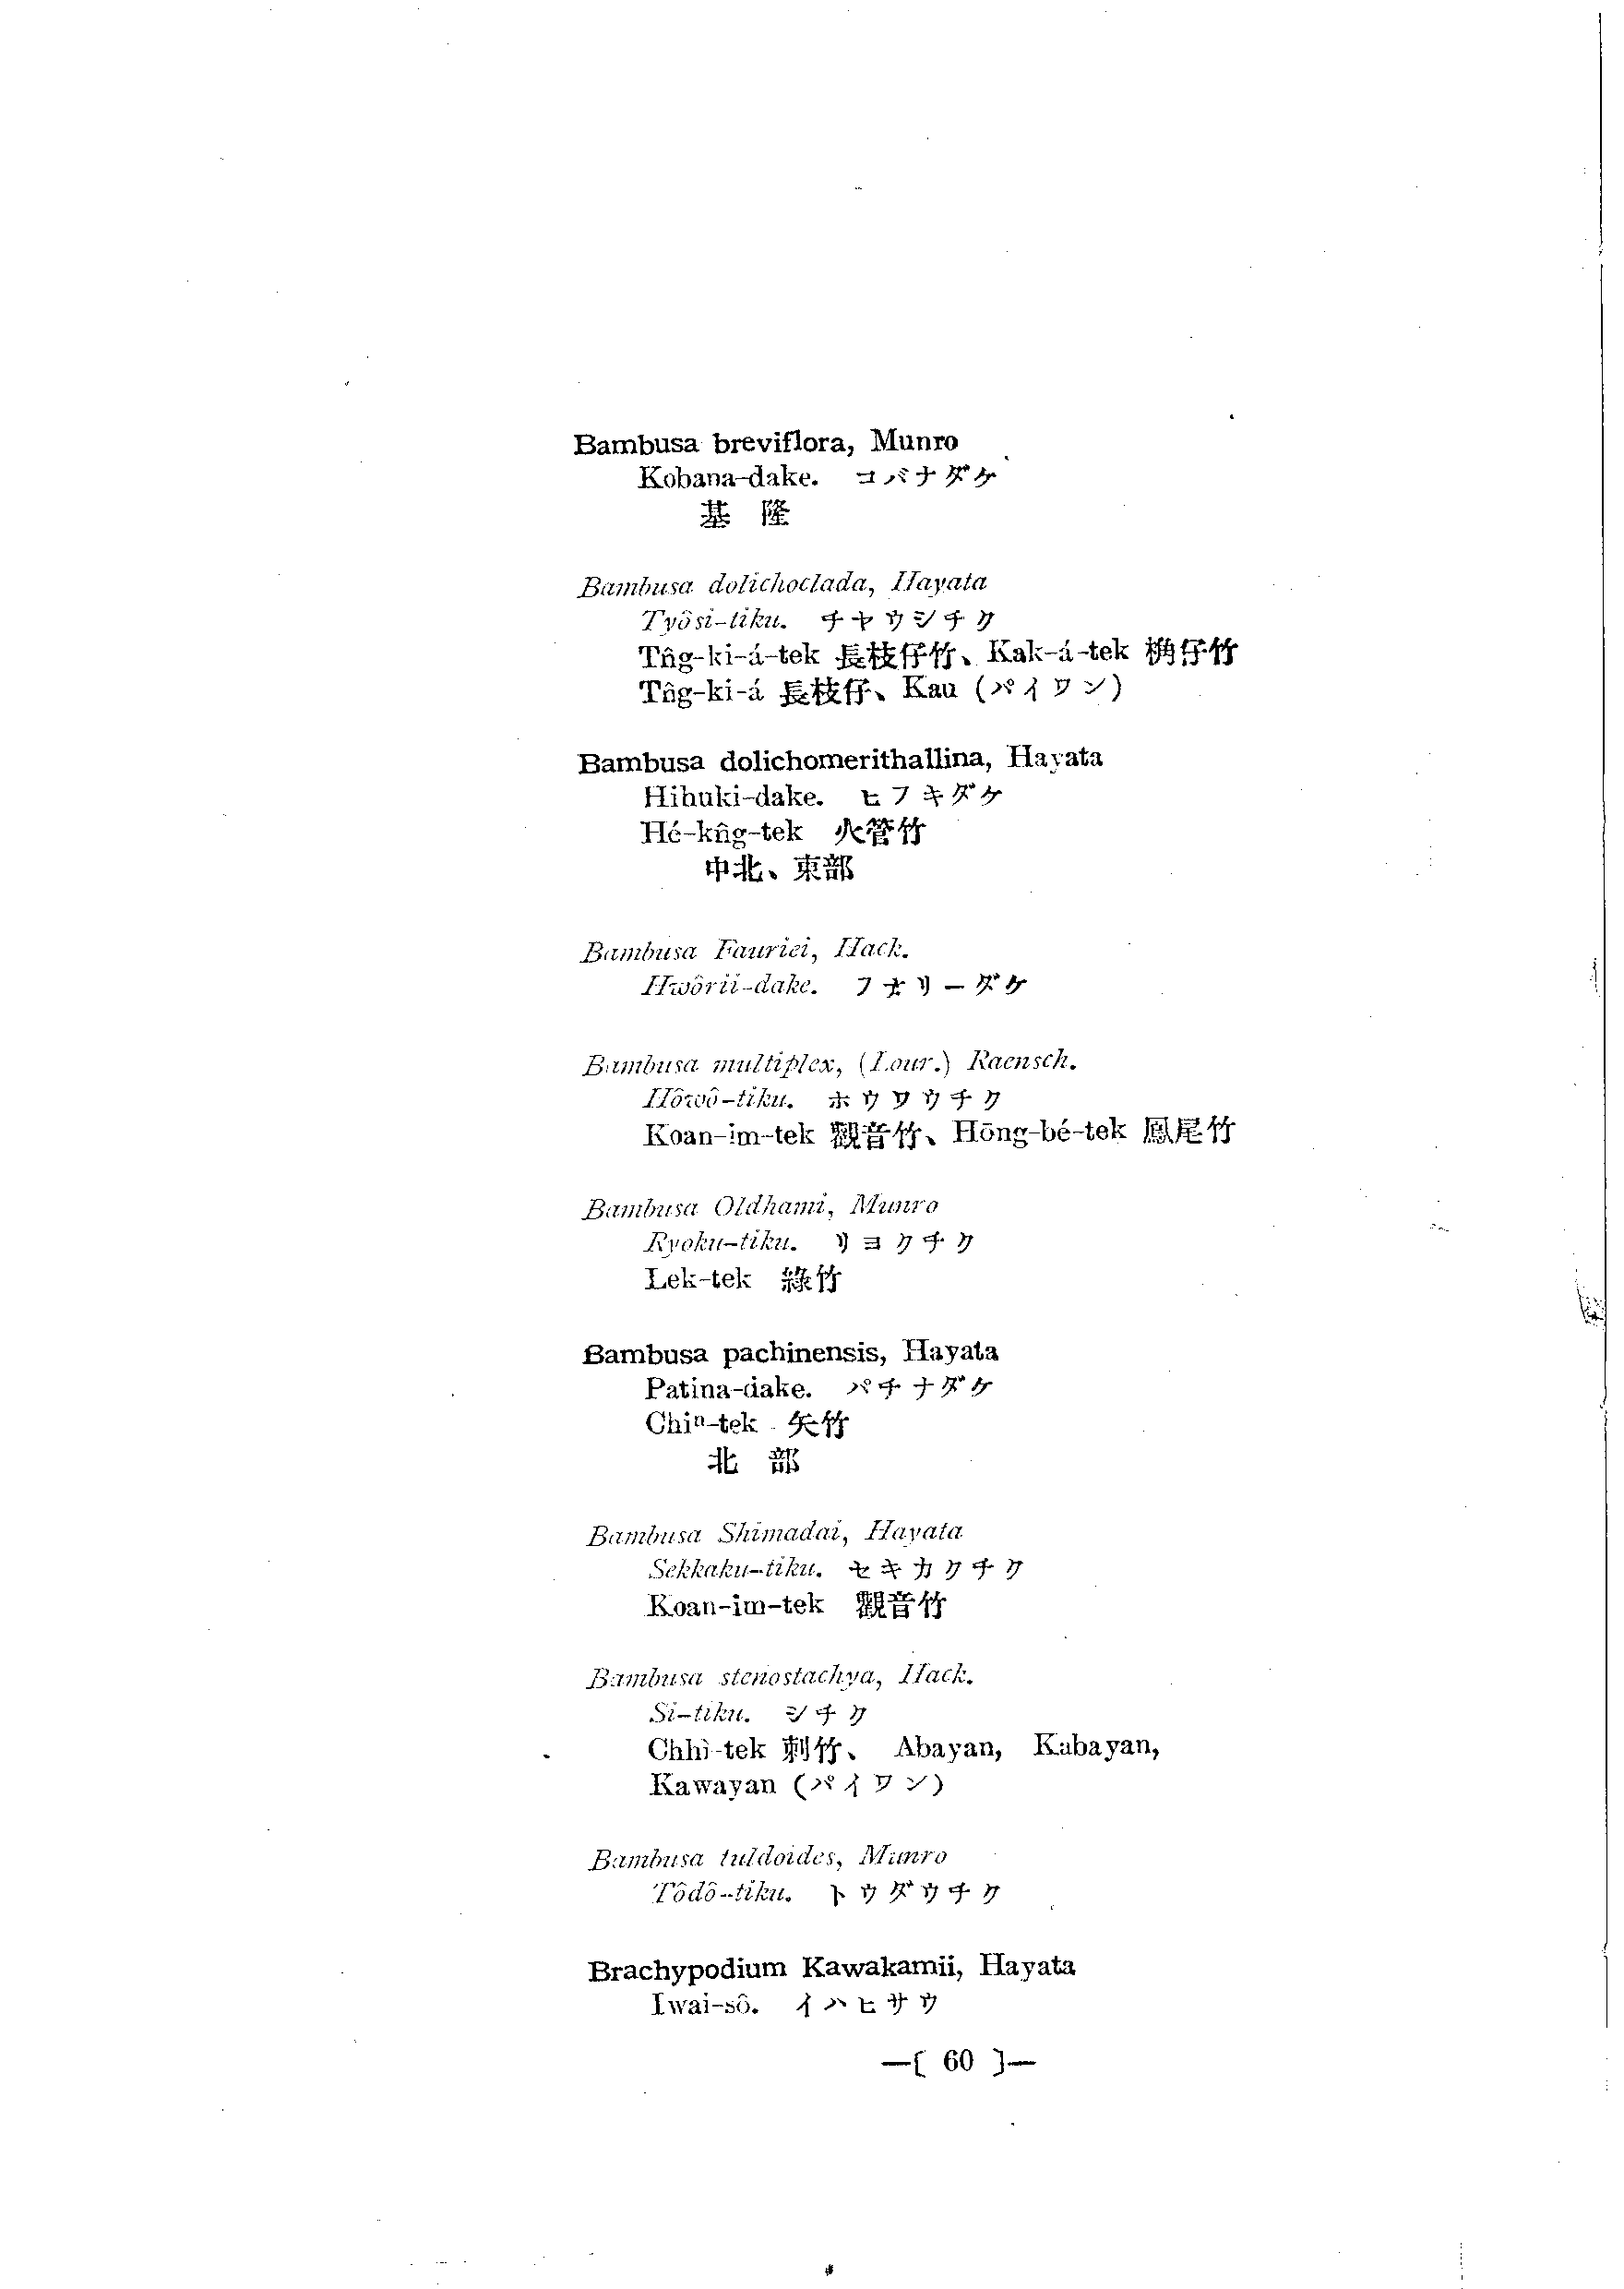 Bambusa breviflora, Munro
Kobana-dake. コバナダケ
基 隆
Bambusa dolichoclada, Hayata
Tyôsi-tiku. チヤウシチク
Tn̂g-ki-á-tek 長枝仔竹、Kak-á-tek 桷仔竹
Tn̂g-ki-á 長枝仔、Kau (パイワン)
Bambusa dolichomerithallina, Hayata
Hihuki-dake. ヒフキダケ
Hé-kńg-tek 火管竹
中北、東部
Bambusa Fauriei, Hack.
Hwôrii-dake. フオリーダケ
Bambusa multiplex, (Lour.) Raensch.
Hôwô-tiku. ホウワウチク
Koan-im-tek 觀音竹、Hōng-bé-tek 鳳尾竹
Bambusa Oldhami, Munro
Ryoku-tiku. リヨクチク
Lek-tek 綠竹
Bambusa pachinensis, Hayata
Patina-dake. パチナダケ
Chiⁿ-tek 矢竹
北 部
Bambusa Shimadai, Hayata
Sekkaku-tiku. セキカクチク
Koan-im-tek 觀音竹
Bambusa stenostachya, Hack.
Si-tiku. シチク
Chhì-tek 刺竹、 Abayan, Kabayan,
Kawayan (パイワン)
Bambusa tuldoides, Munro
Tôdô-tiku. トウダウチク
Brachypodium Kawakamii, Hayata
Iwai-sô. イハヒサウ
—[ 60 ]—